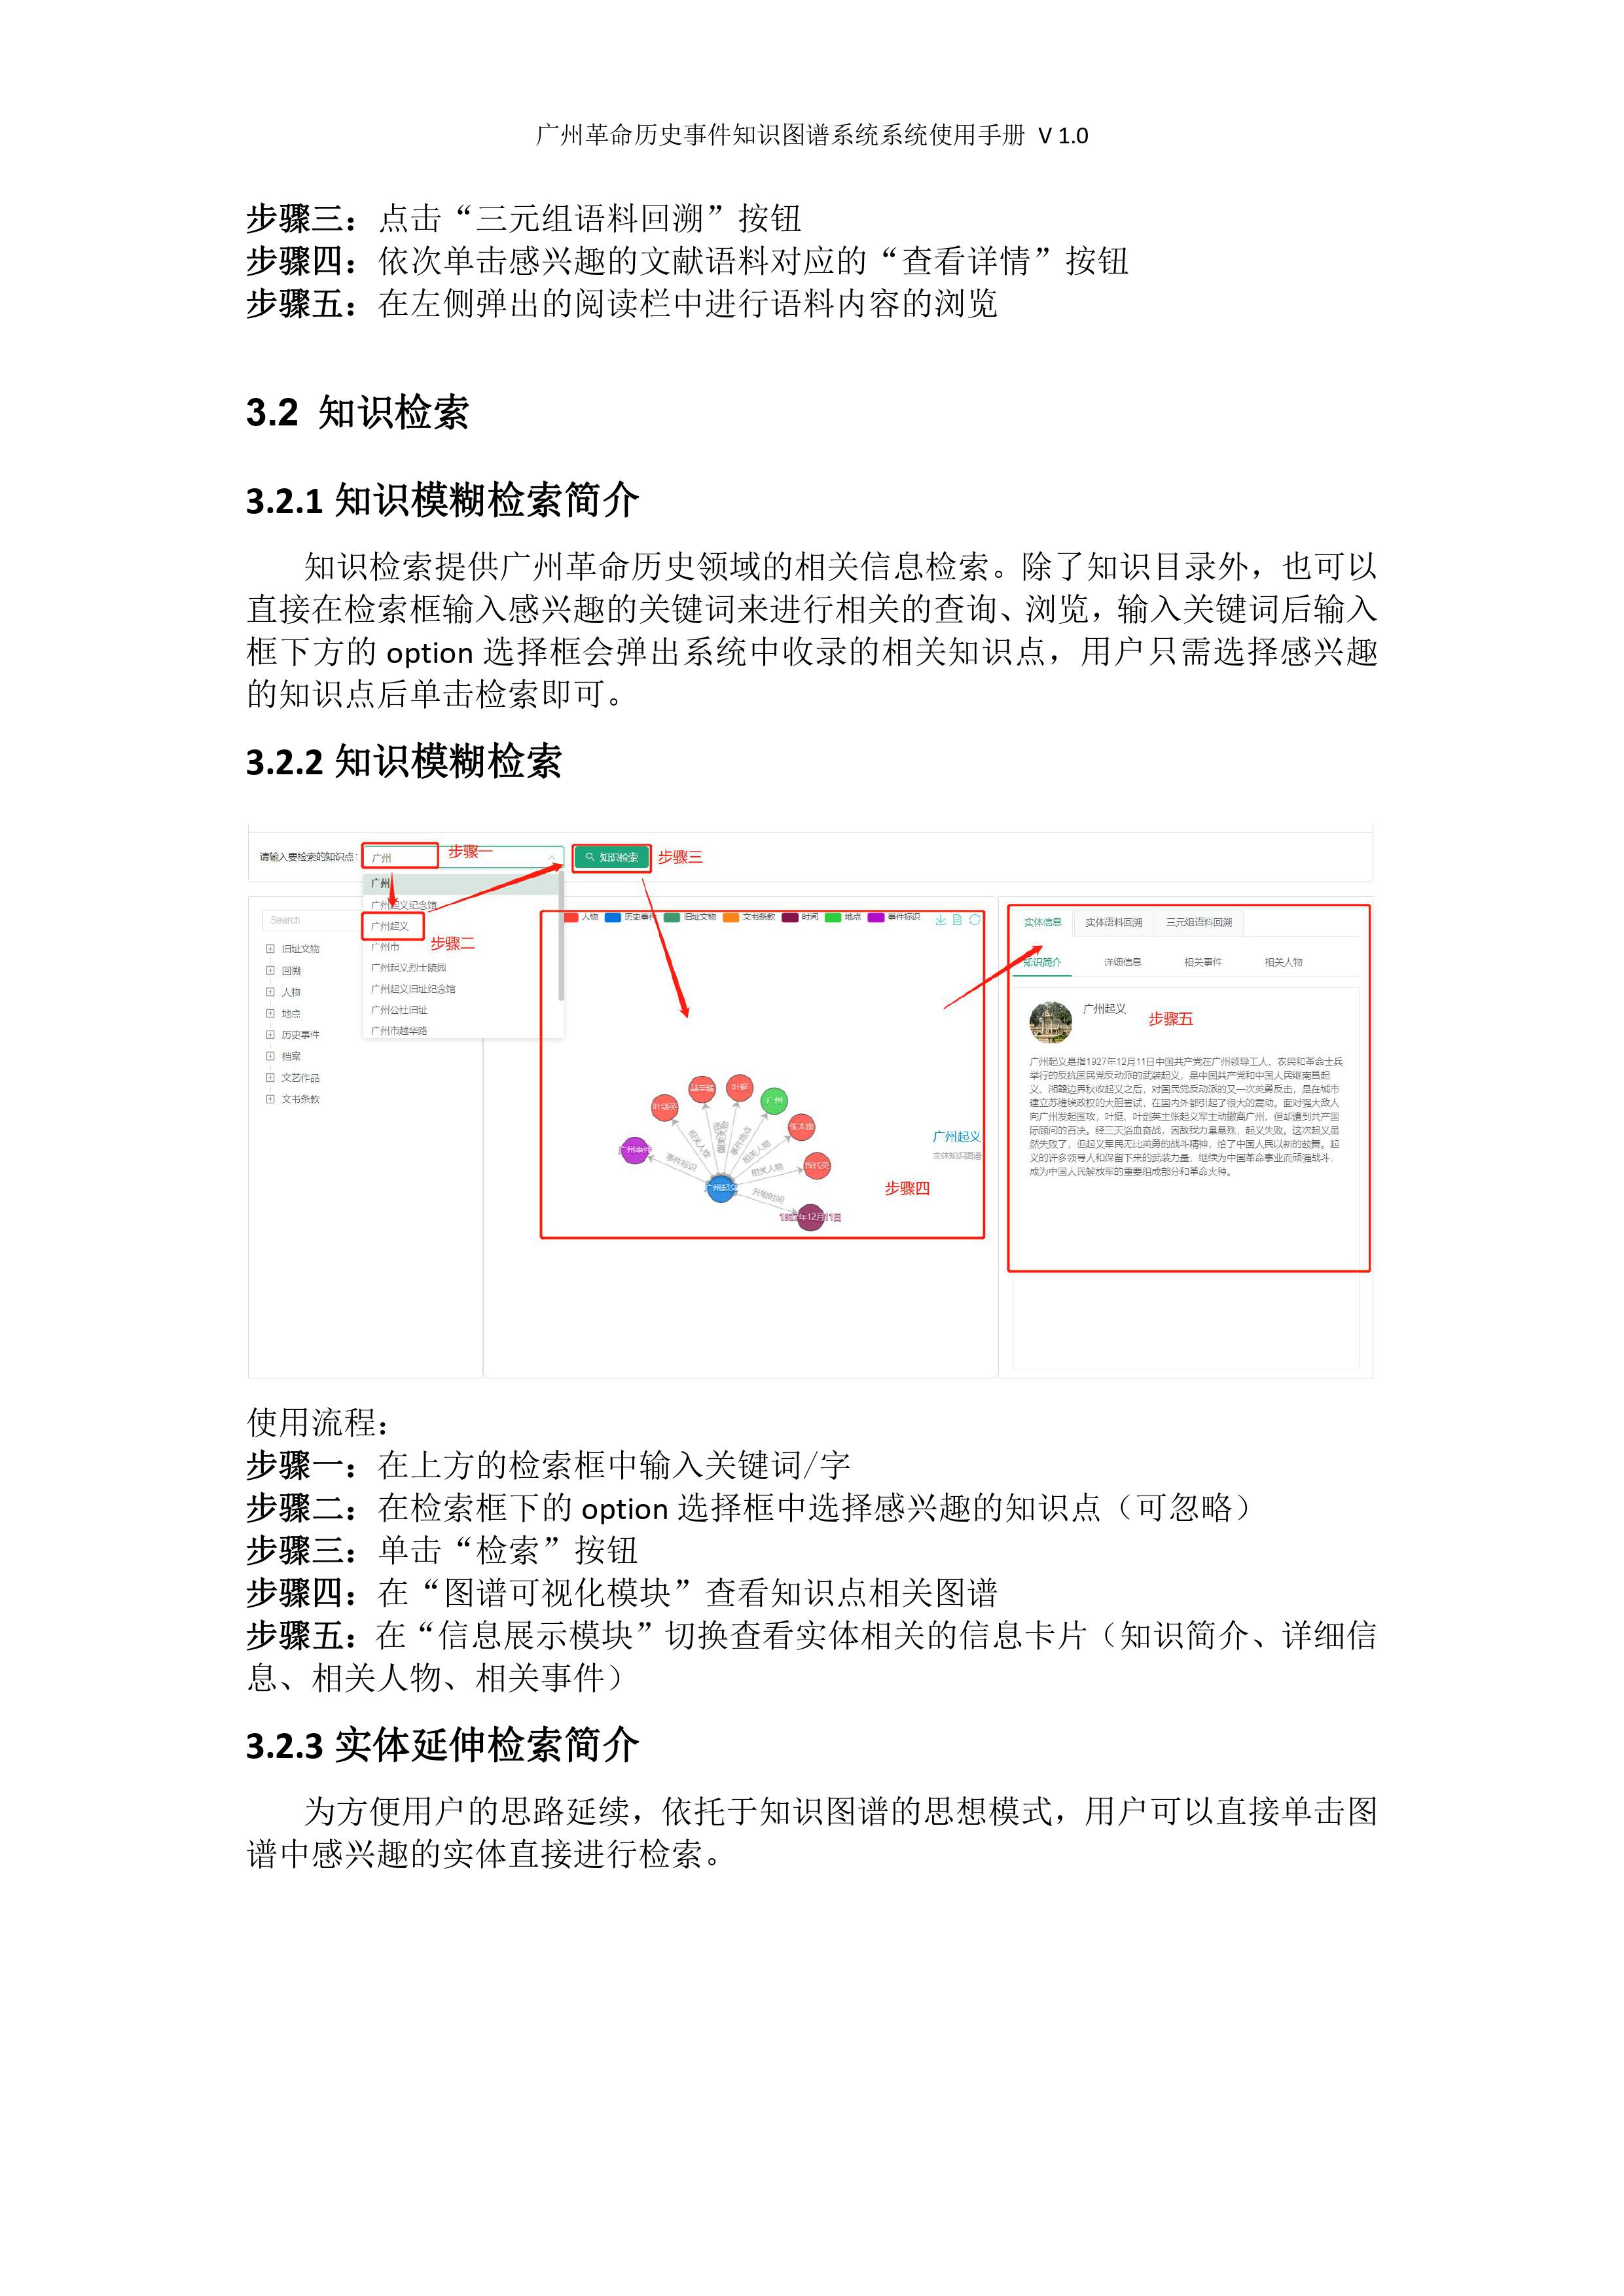 广州革命历史事件知识图谱系统系统使用手册 V 1.0
步骤三：点击“三元组语料回溯”按钮
步骤四：依次单击感兴趣的文献语料对应的“查看详情”按钮
步骤五：在左侧弹出的阅读栏中进行语料内容的浏览
3.2 知识检索
3.2.1 知识模糊检索简介
知识检索提供广州革命历史领域的相关信息检索。除了知识目录外，也可以
直接在检索框输入感兴趣的关键词来进行相关的查询、浏览，输入关键词后输入
框下方的 option 选择框会弹出系统中收录的相关知识点，用户只需选择感兴趣
的知识点后单击检索即可。
3.2.2 知识模糊检索
请输入要检索的知识点：
广州
步骤一
知识检索
步骤三
广州
广州起义纪念馆
广州起义
步骤二
广州市
广州起义烈士陵园
广州起义旧址纪念馆
广州公社旧址
广州市越华路
Search
旧址文物
回溯
人物
地点
历史事件
档案
文艺作品
文书条款
人物 历史事件 旧址文物 文书条款 时间 地点 事件标识
叶挺
广州
张太雷
广州事件
广州起义
1927年12月11日
事件标识
相关人物
事件地点
相关人物
相关人物
开始时间
广州起义
实体知识图谱
步骤四
实体信息 实体语料回溯 三元组语料回溯
知识简介 详细信息 相关事件 相关人物
广州起义
步骤五
广州起义是指1927年12月11日中国共产党在广州领导工人、农民和革命士兵
举行的反抗国民党反动派的武装起义，是中国共产党和中国人民继南昌起
义、湘赣边界秋收起义之后，对国民党反动派的又一次英勇反击，是在城市
建立苏维埃政权的大胆尝试，在国内外都引起了很大的震动。面对强大敌人
向广州发起围攻，叶挺、叶剑英主张起义军主动撤离广州，但却遭到共产国
际顾问的否决。经三天浴血奋战，因敌我力量悬殊，起义失败。这次起义虽
然失败了，但起义军民无比英勇的战斗精神，给了中国人民以新的鼓舞。起
义的许多领导人和保留下来的武装力量，继续为中国革命事业而顽强战斗，
成为中国人民解放军的重要组成部分和革命火种。
使用流程：
步骤一：在上方的检索框中输入关键词/字
步骤二：在检索框下的 option 选择框中选择感兴趣的知识点（可忽略）
步骤三：单击“检索”按钮
步骤四：在“图谱可视化模块”查看知识点相关图谱
步骤五：在“信息展示模块”切换查看实体相关的信息卡片（知识简介、详细信
息、相关人物、相关事件）
3.2.3 实体延伸检索简介
为方便用户的思路延续，依托于知识图谱的思想模式，用户可以直接单击图
谱中感兴趣的实体直接进行检索。